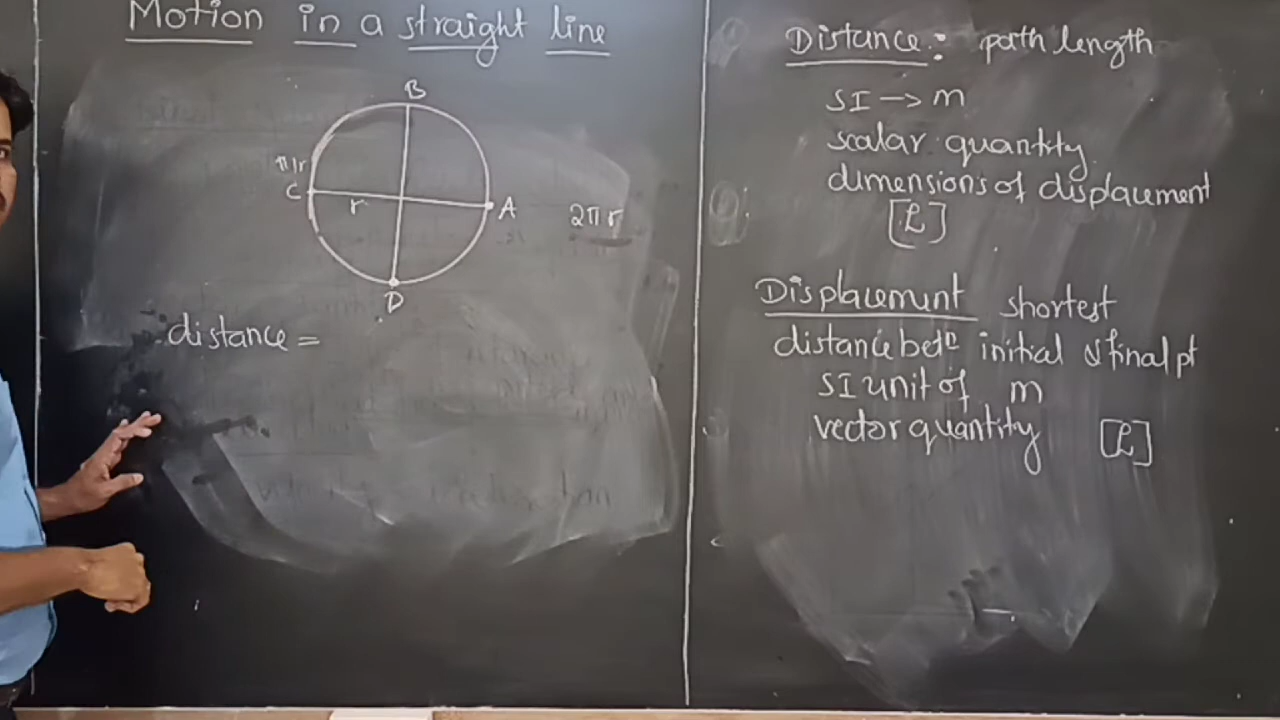 Motion in a straight line
B
πr
C
r
A
2πr
D
distance =
Distance: path length
SI → m
scalar quantity
dimensions of displacement
[L]
Displacement shortest
distance betⁿ initial & final pt
SI unit of m
vector quantity [L]